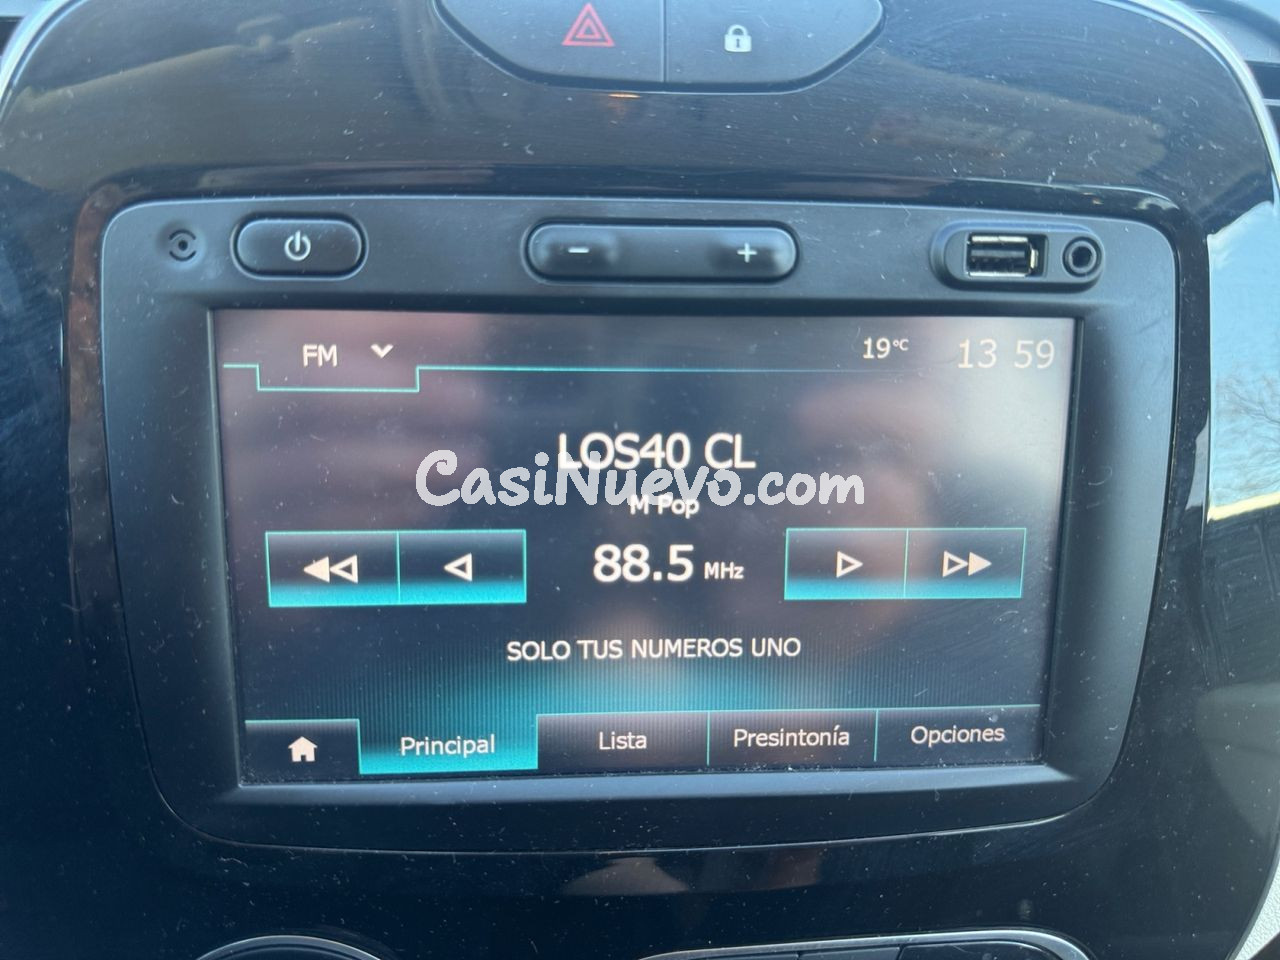 FM
19°C
13 59
LOS40 CL
CasiNuevo.com
M Pop
88.5 MHz
SOLO TUS NUMEROS UNO
Principal
Lista
Presintonía
Opciones